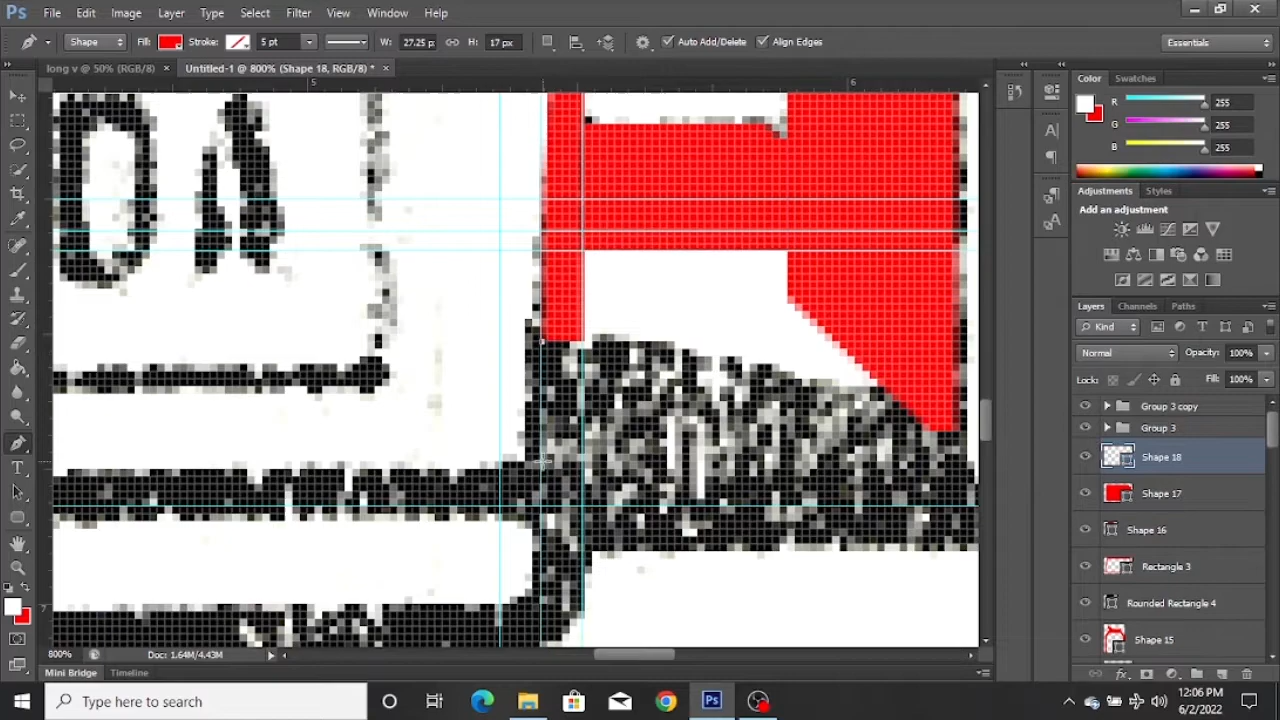 Ps File Edit Image Layer Type Select Filter View Window Help
Shape Fill: Stroke: 5 pt W: 27.25 p H: 17 px Auto Add/Delete Align Edges Essentials
long v @ 50% (RGB/8) × Untitled-1 @ 800% (Shape 18, RGB/8) * ×
5 6
Color Swatches
R 255
G 255
B 255
Adjustments Styles
Add an adjustment
Layers Channels Paths
Kind
Normal Opacity: 100%
Lock: Fill: 100%
Group 3 copy
Group 3
Shape 18
Shape 17
Shape 16
Rectangle 3
Rounded Rectangle 4
Shape 15
800% Doc: 1.64M/4.43M
Mini Bridge Timeline
Type here to search
Ps
12:06 PM
6/2/2022